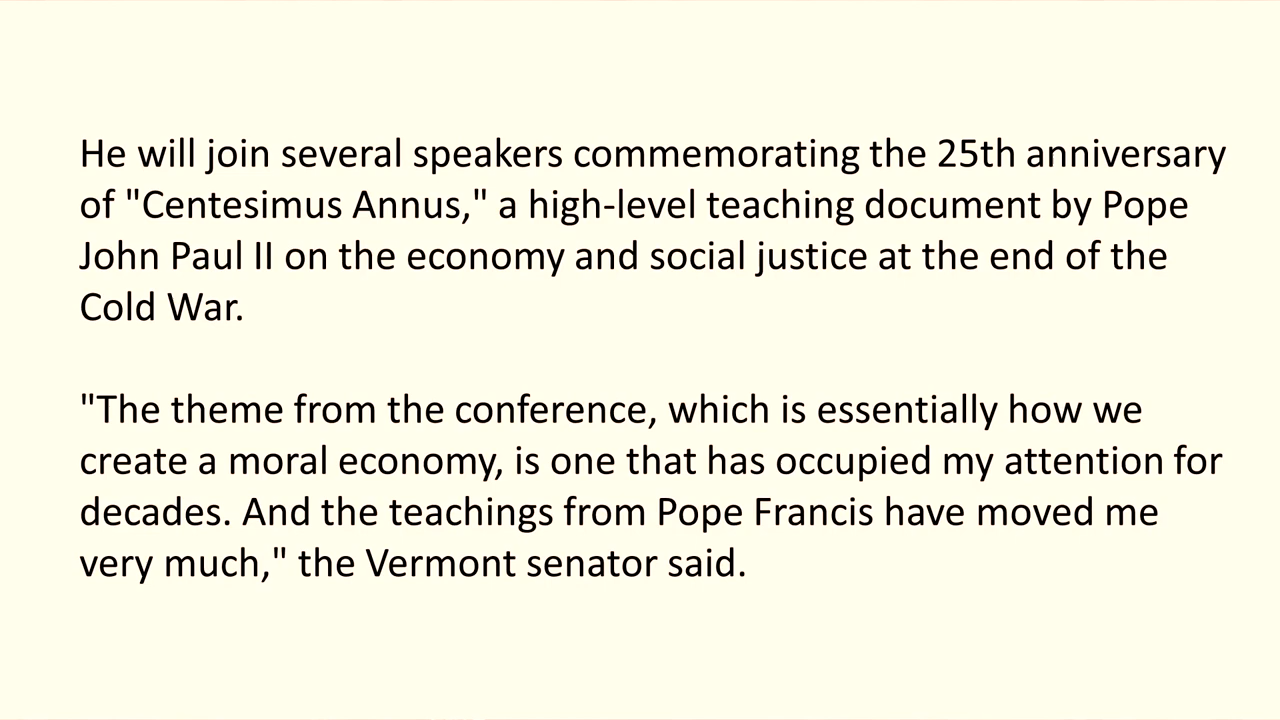 He will join several speakers commemorating the 25th anniversary
of "Centesimus Annus," a high-level teaching document by Pope
John Paul II on the economy and social justice at the end of the
Cold War.
"The theme from the conference, which is essentially how we
create a moral economy, is one that has occupied my attention for
decades. And the teachings from Pope Francis have moved me
very much," the Vermont senator said.